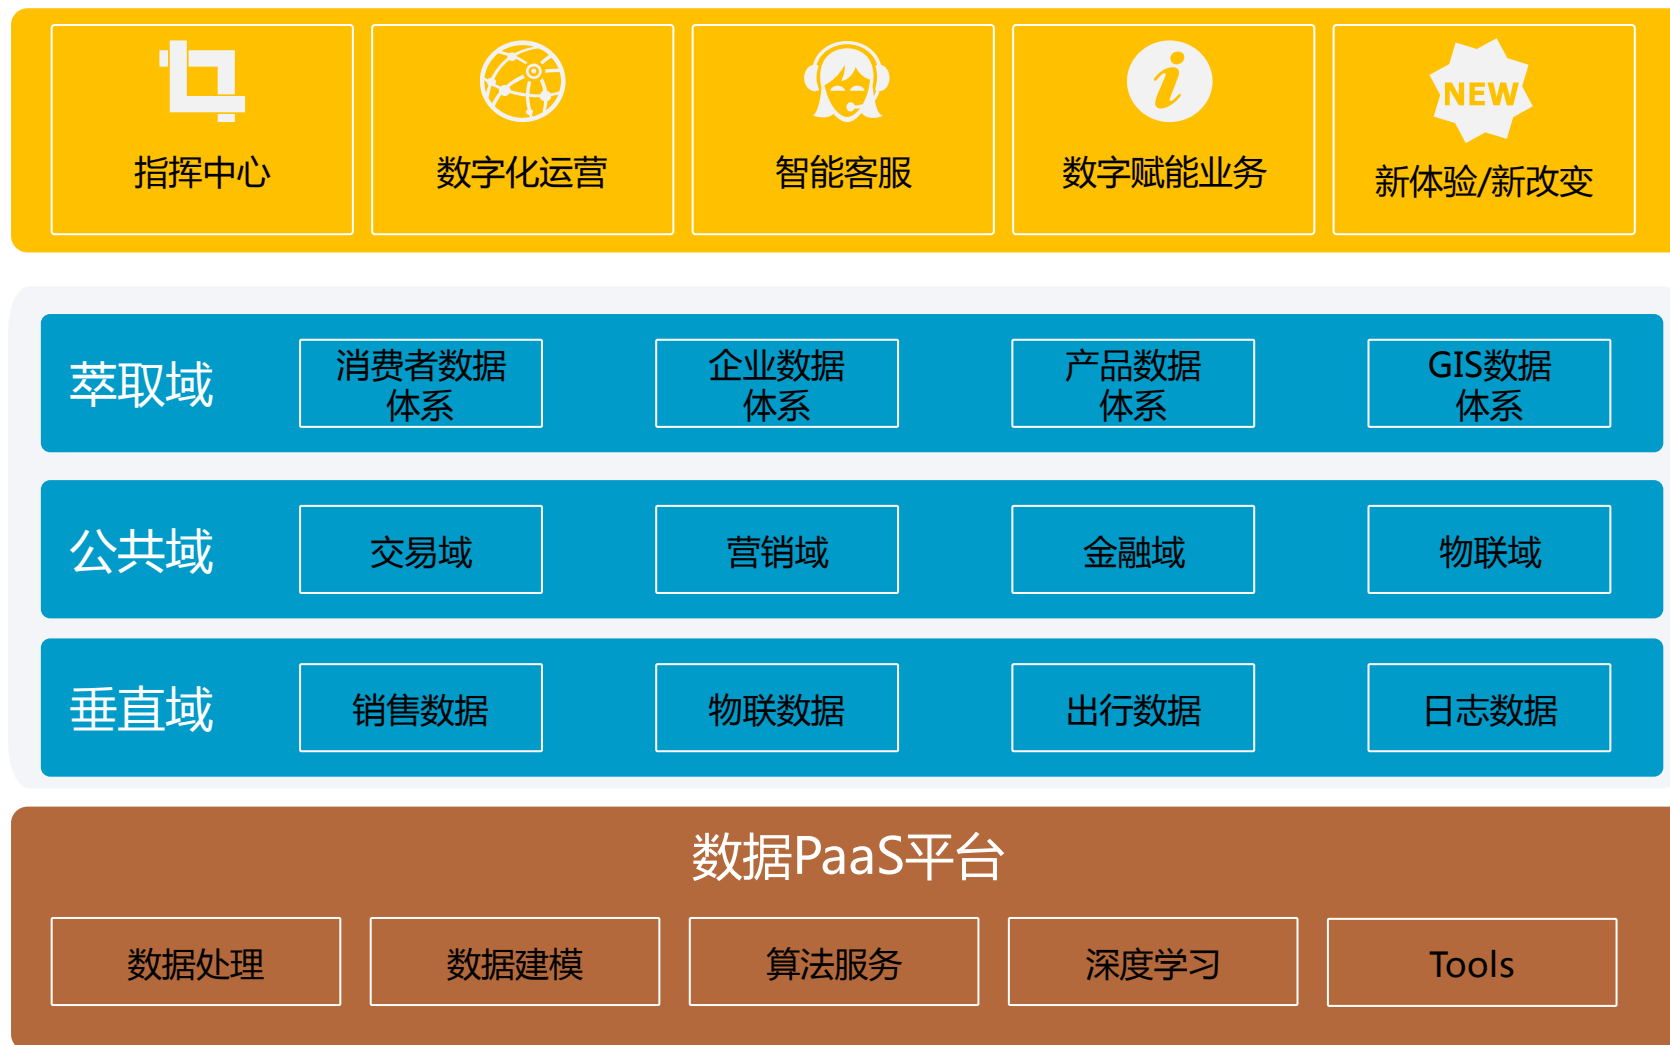 指挥中心
数字化运营
智能客服
数字赋能业务
NEW
新体验/新改变
萃取域
消费者数据
体系
企业数据
体系
产品数据
体系
GIS数据
体系
公共域
交易域
营销域
金融域
物联域
垂直域
销售数据
物联数据
出行数据
日志数据
数据PaaS平台
数据处理
数据建模
算法服务
深度学习
Tools